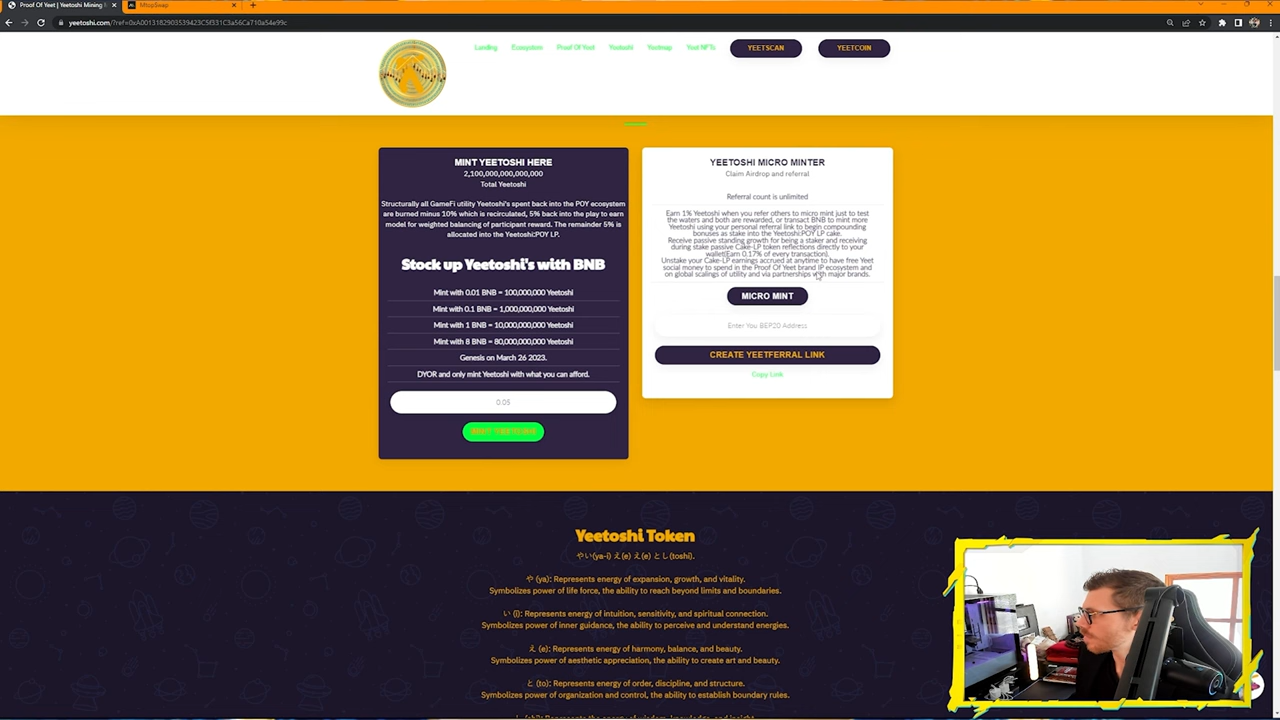 Proof Of Yeet | Yeetoshi Mining
MtopSwap
yeetoshi.com/?ref=0xA0013182903539423C5f331C3a56Ca710a54e99c
Landing
Ecosystem
Proof Of Yeet
Yeetoshi
Yeetmap
Yeet NFTs
YEETSCAN
YEETCOIN
MINT YEETOSHI HERE
2,100,000,000,000,000
Total Yeetoshi
Structurally all GameFi utility Yeetoshi's spent back into the POY ecosystem
are burned minus 10% which is recirculated, 5% back into the play to earn
model for weighted balancing of participant reward. The remainder 5% is
allocated into the Yeetoshi:POY LP.
Stock up Yeetoshi's with BNB
Mint with 0.01 BNB = 100,000,000 Yeetoshi
Mint with 0.1 BNB = 1,000,000,000 Yeetoshi
Mint with 1 BNB = 10,000,000,000 Yeetoshi
Mint with 8 BNB = 80,000,000,000 Yeetoshi
Genesis on March 26 2023.
DYOR and only mint Yeetoshi with what you can afford.
0.05
YEETOSHI MICRO MINTER
Claim Airdrop and referral
Referral count is unlimited
Earn 1% Yeetoshi when you refer others to micro mint just to test
the waters and both are rewarded, or transact BNB to mint more
Yeetoshi using your personal referral link to begin compounding
bonuses as stake into the Yeetoshi:POY LP cake.
Receive passive standing growth for being a staker and receiving
during stake passive Cake-LP token reflections directly to your
wallet(Earn 0.17% of every transaction).
Unstake your Cake-LP earnings accrued at anytime to have free Yeet
social money to spend in the Proof Of Yeet brand IP ecosystem and
on global scalings of utility and via partnerships with major brands.
MICRO MINT
Enter You BEP20 Address
CREATE YEETFERRAL LINK
Copy Link
Yeetoshi Token
やい(ya-i) え(e) え(e) とし(toshi).
や (ya): Represents energy of expansion, growth, and vitality.
Symbolizes power of life force, the ability to reach beyond limits and boundaries.
い (i): Represents energy of intuition, sensitivity, and spiritual connection.
Symbolizes power of inner guidance, the ability to perceive and understand energies.
え (e): Represents energy of harmony, balance, and beauty.
Symbolizes power of aesthetic appreciation, the ability to create art and beauty.
と (to): Represents energy of order, discipline, and structure.
Symbolizes power of organization and control, the ability to establish boundary rules.